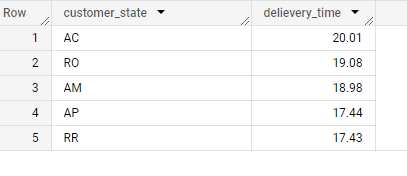 Row customer_state delievery_time
1 AC 20.01
2 RO 19.08
3 AM 18.98
4 AP 17.44
5 RR 17.43